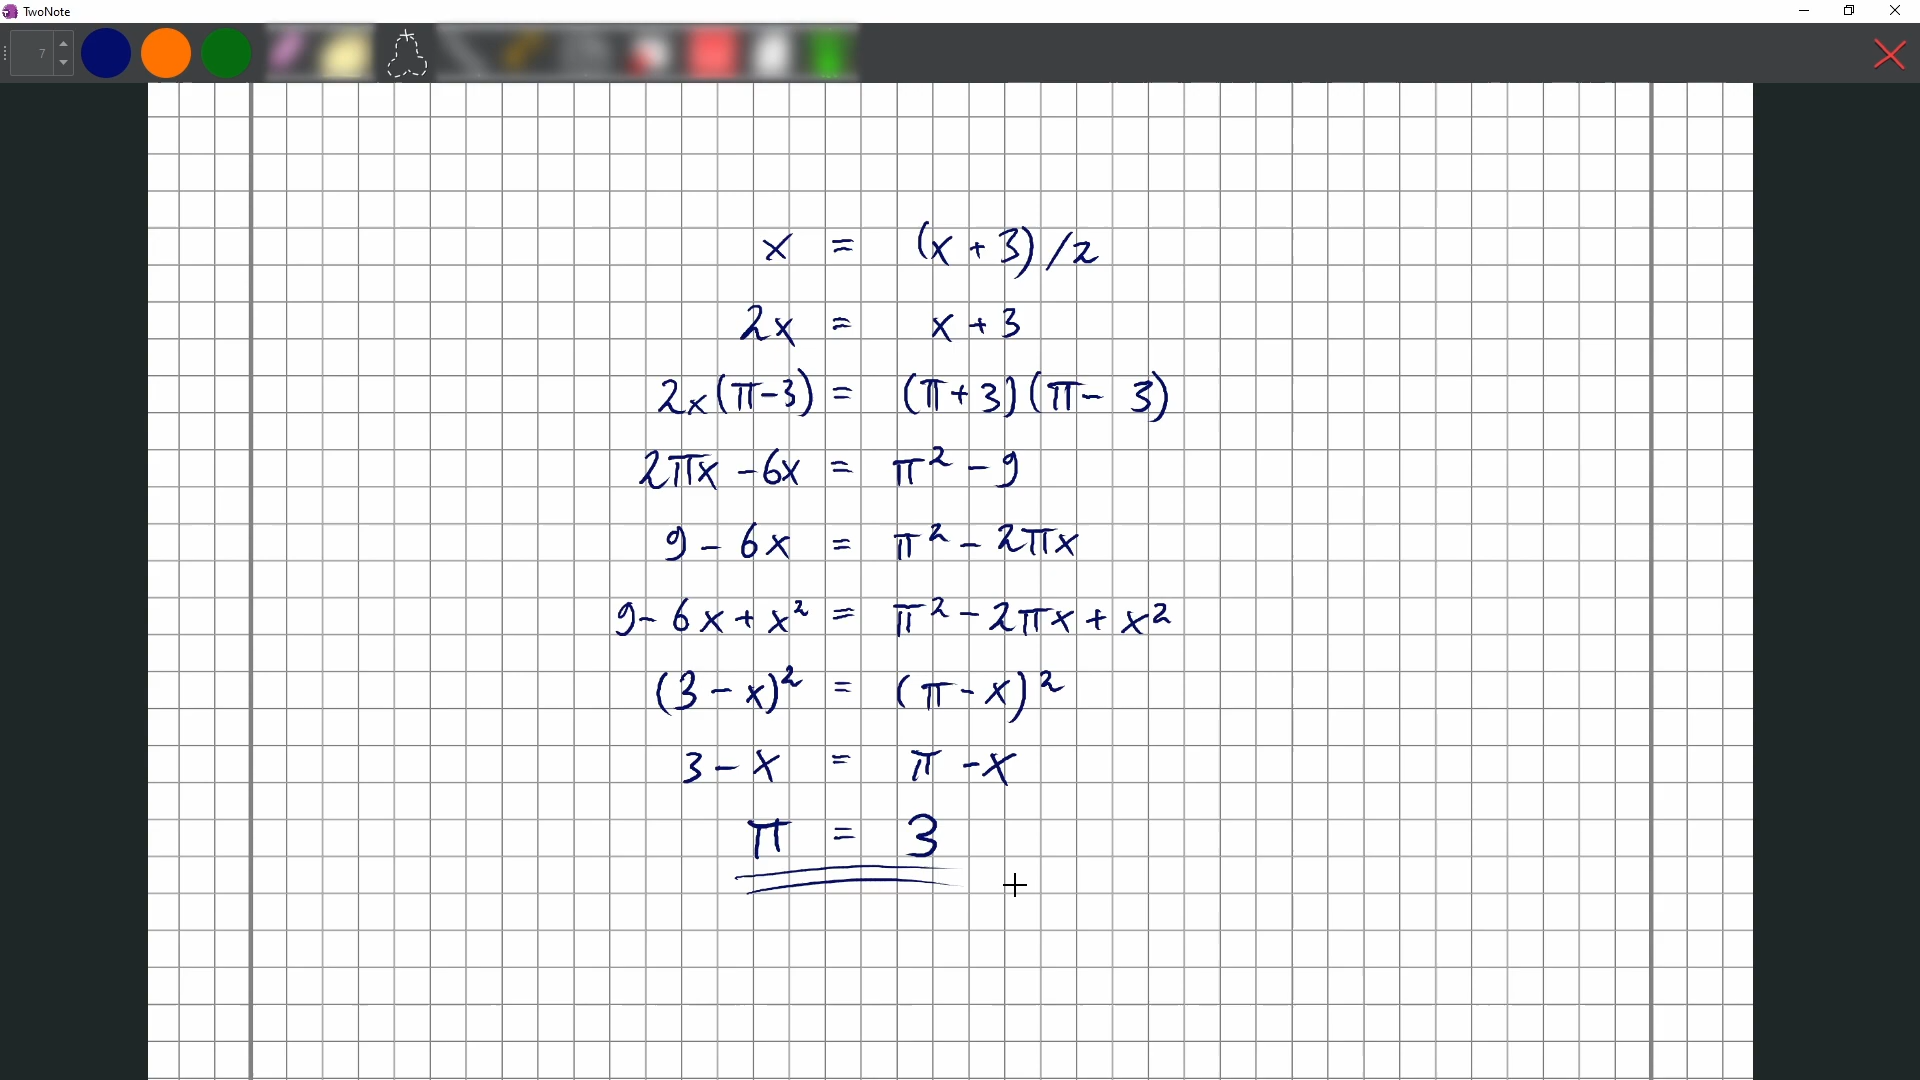 TwoNote
7
x = (x + 3) / 2
2x = x + 3
2x(π-3) = (π+3)(π- 3)
2πx - 6x = π² - 9
9 - 6x = π² - 2πx
9 - 6x + x² = π² - 2πx + x²
(3 - x)² = (π - x)²
3 - x = π - x
π = 3